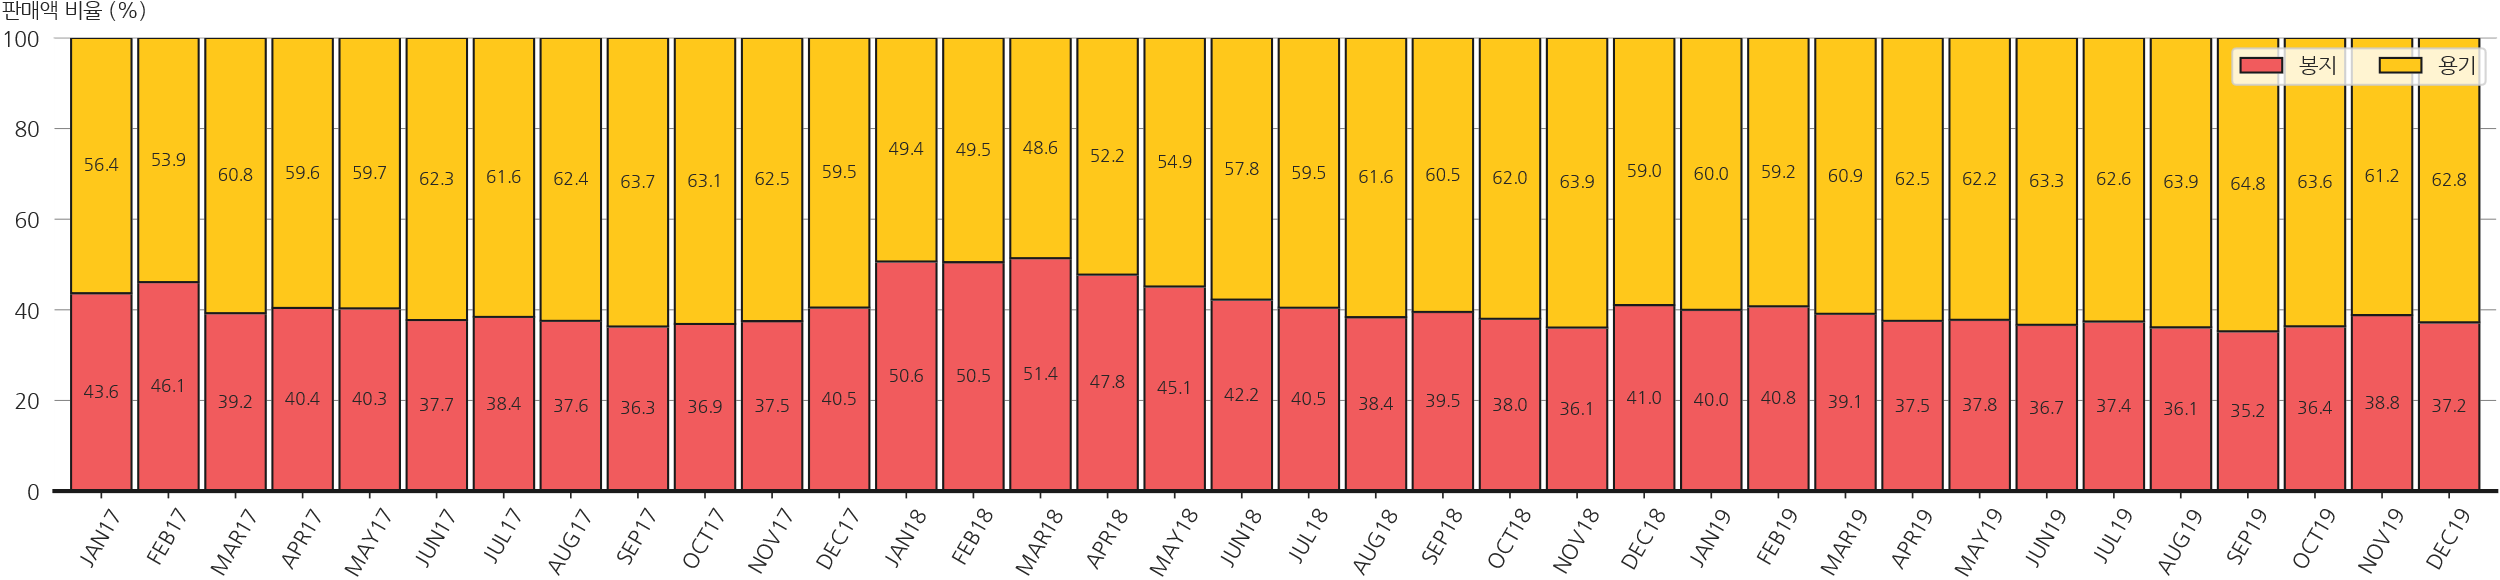 판매액 비율 (%)
100
80
60
40
20
0
봉지 용기
56.4 53.9 60.8 59.6 59.7 62.3 61.6 62.4 63.7 63.1 62.5 59.5 49.4 49.5 48.6 52.2 54.9 57.8 59.5 61.6 60.5 62.0 63.9 59.0 60.0 59.2 60.9 62.5 62.2 63.3 62.6 63.9 64.8 63.6 61.2 62.8
43.6 46.1 39.2 40.4 40.3 37.7 38.4 37.6 36.3 36.9 37.5 40.5 50.6 50.5 51.4 47.8 45.1 42.2 40.5 38.4 39.5 38.0 36.1 41.0 40.0 40.8 39.1 37.5 37.8 36.7 37.4 36.1 35.2 36.4 38.8 37.2
JAN17 FEB17 MAR17 APR17 MAY17 JUN17 JUL17 AUG17 SEP17 OCT17 NOV17 DEC17 JAN18 FEB18 MAR18 APR18 MAY18 JUN18 JUL18 AUG18 SEP18 OCT18 NOV18 DEC18 JAN19 FEB19 MAR19 APR19 MAY19 JUN19 JUL19 AUG19 SEP19 OCT19 NOV19 DEC19